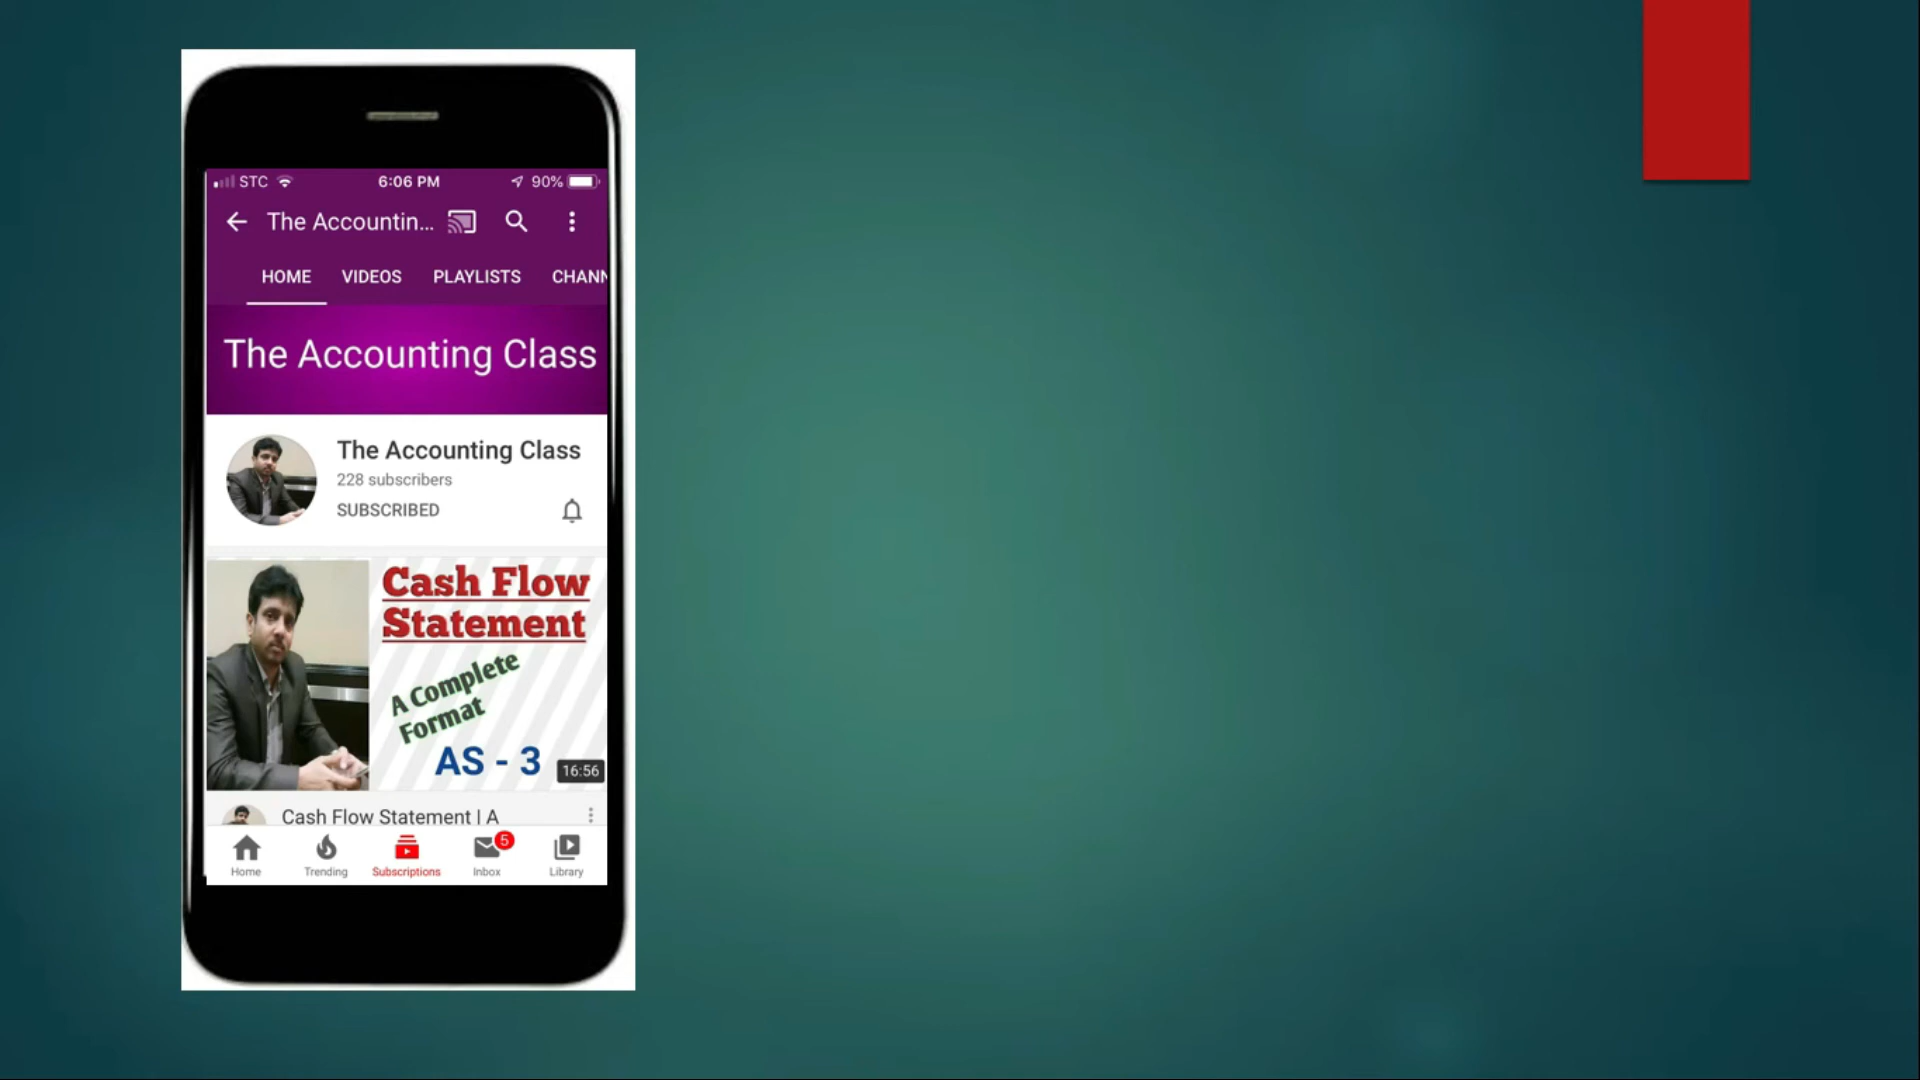 STC 6:06 PM 90%
The Accountin...
HOME VIDEOS PLAYLISTS CHANN
The Accounting Class
The Accounting Class
228 subscribers
SUBSCRIBED
Cash Flow
Statement
A Complete
Format
AS - 3
16:56
Cash Flow Statement | A
5
Home Trending Subscriptions Inbox Library